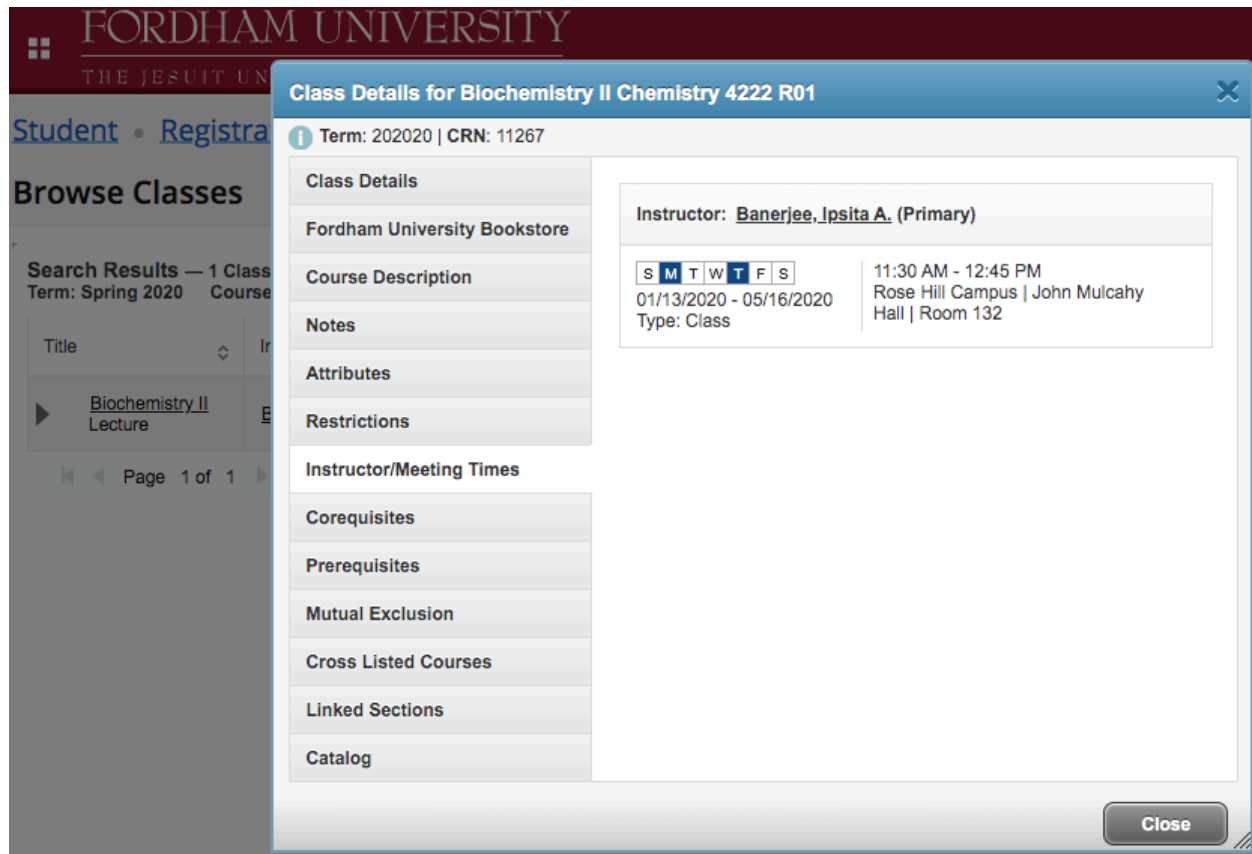 FORDHAM UNIVERSITY
THE JESUIT UN
Class Details for Biochemistry II Chemistry 4222 R01
Term: 202020 | CRN: 11267
Student • Registra
Browse Classes
Search Results — 1 Class
Term: Spring 2020 Course
Title
Biochemistry II
Lecture
Page 1 of 1
Class Details
Fordham University Bookstore
Course Description
Notes
Attributes
Restrictions
Instructor/Meeting Times
Corequisites
Prerequisites
Mutual Exclusion
Cross Listed Courses
Linked Sections
Catalog
Instructor: Banerjee, Ipsita A. (Primary)
S M T W T F S
01/13/2020 - 05/16/2020
Type: Class
11:30 AM - 12:45 PM
Rose Hill Campus | John Mulcahy
Hall | Room 132
Close